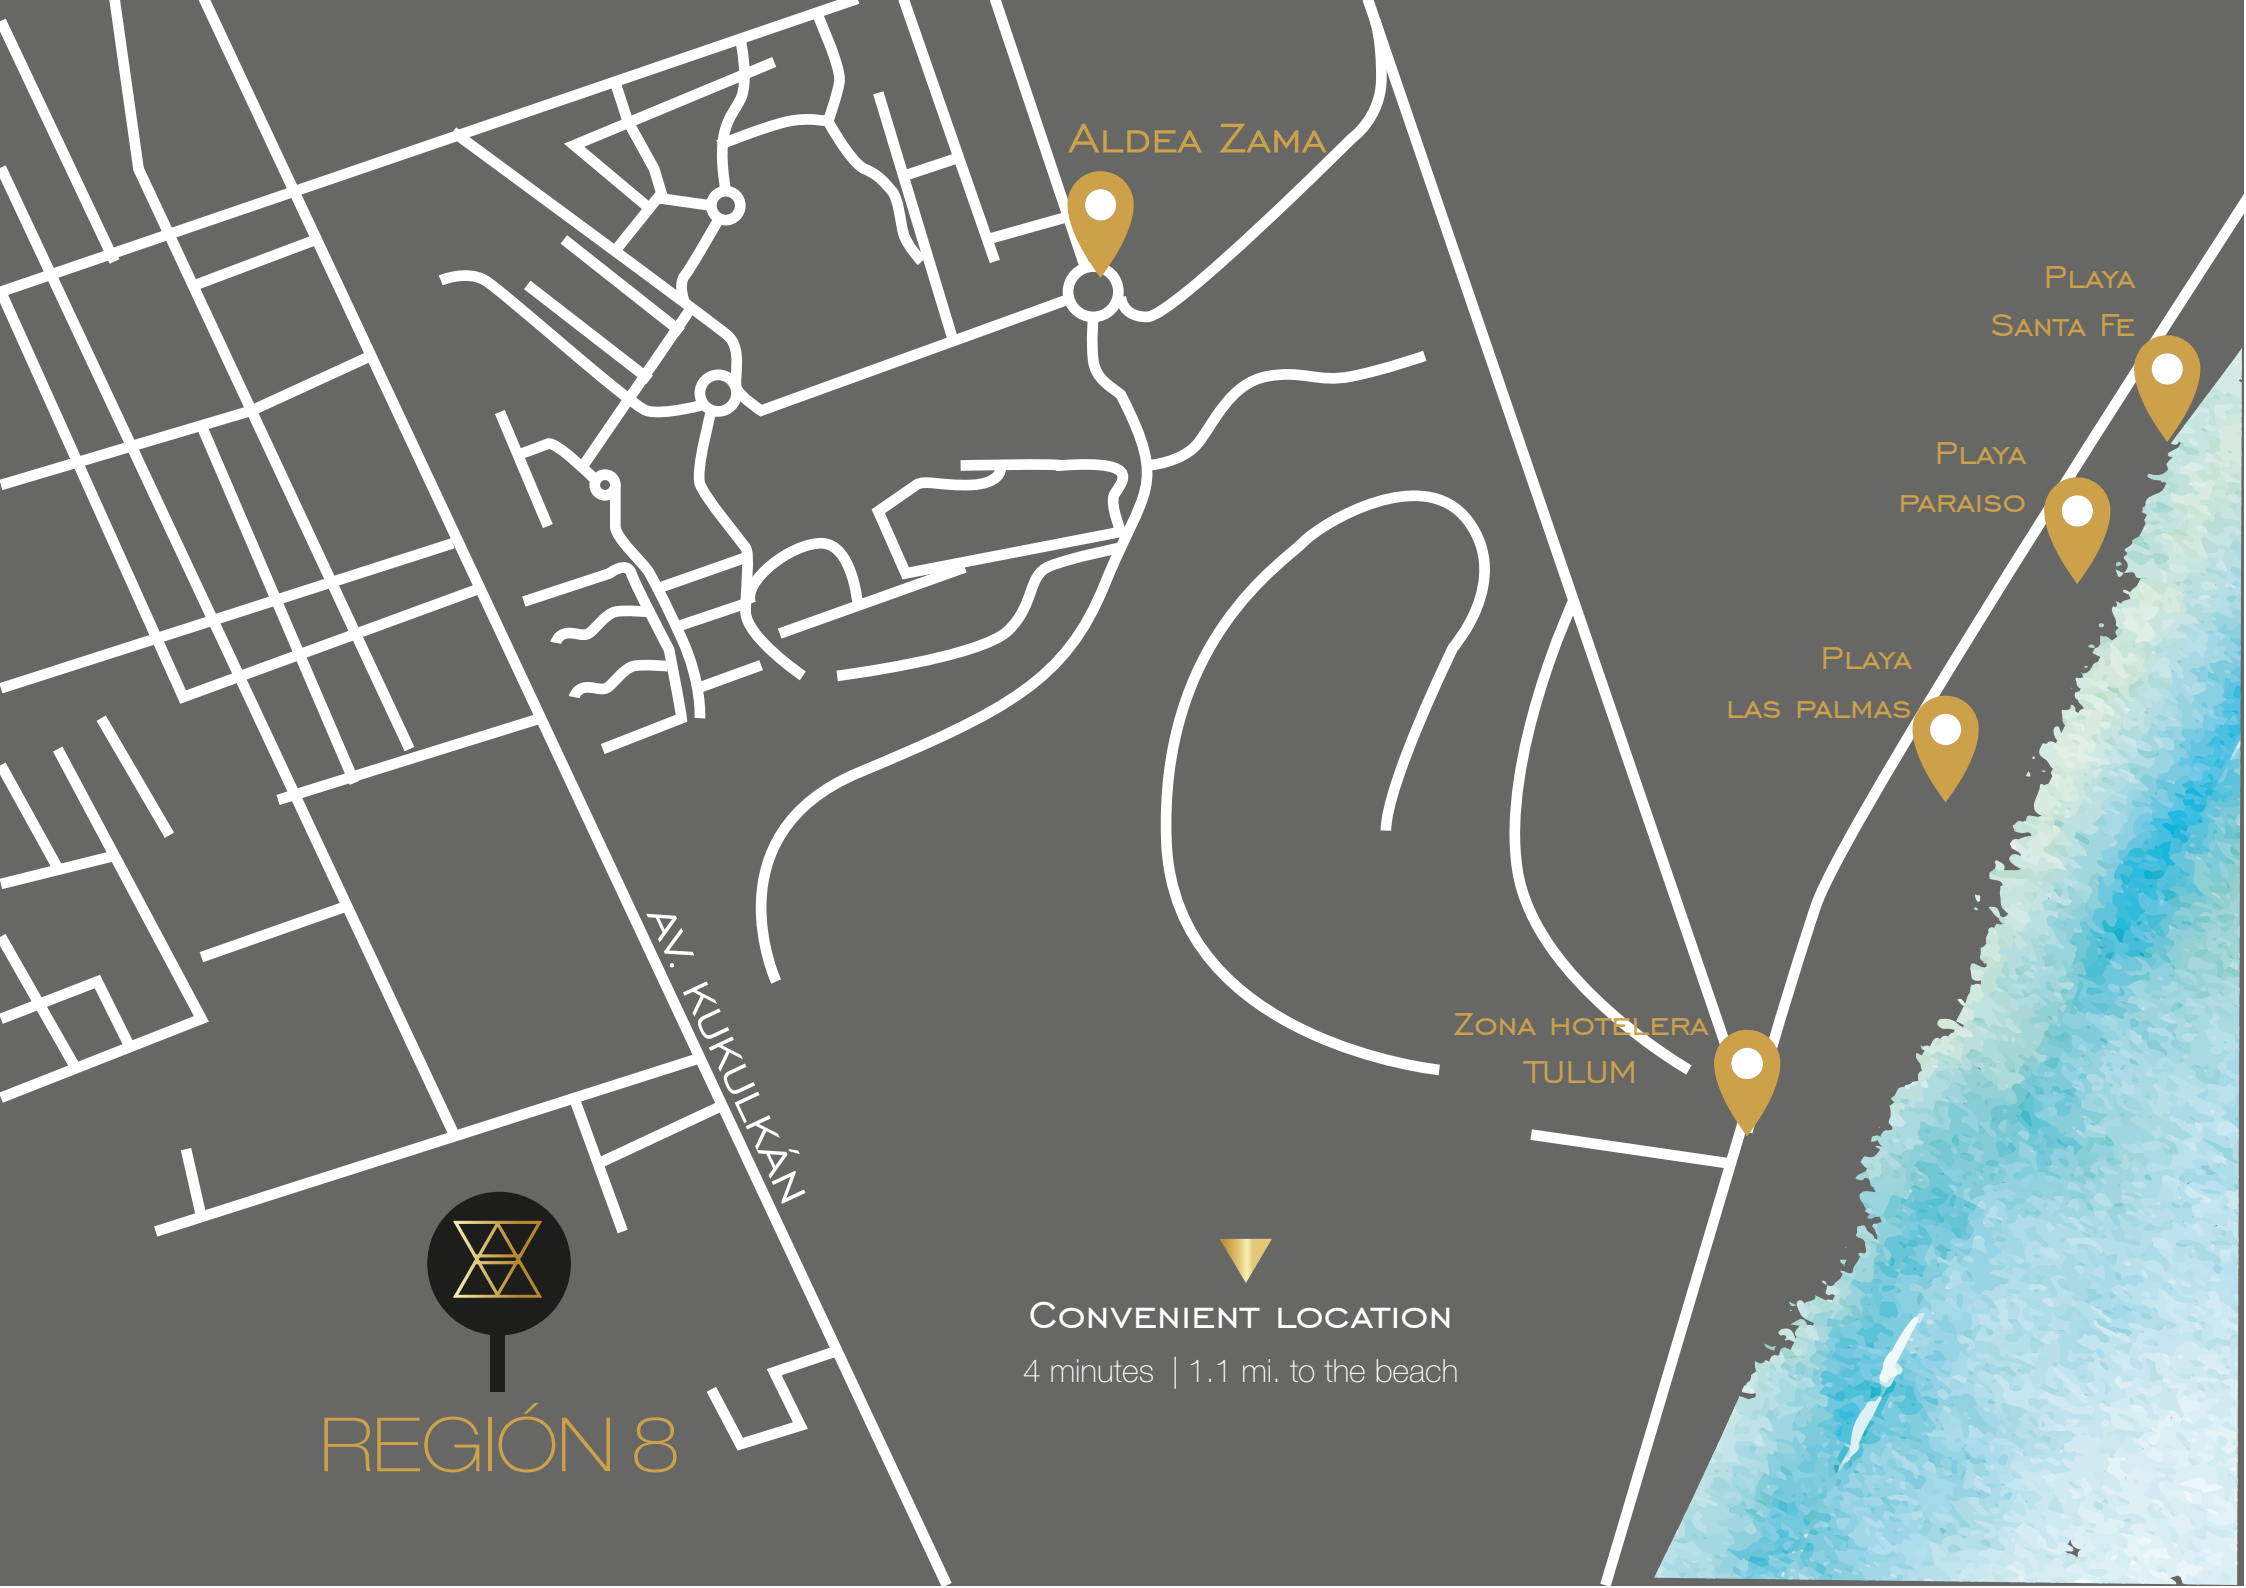 Aldea Zama
Playa
Santa Fe
Playa
paraiso
Playa
las palmas
Av. Kukulkán
Zona hotelera
TULUM
Convenient location
4 minutes | 1.1 mi. to the beach
REGIÓN 8